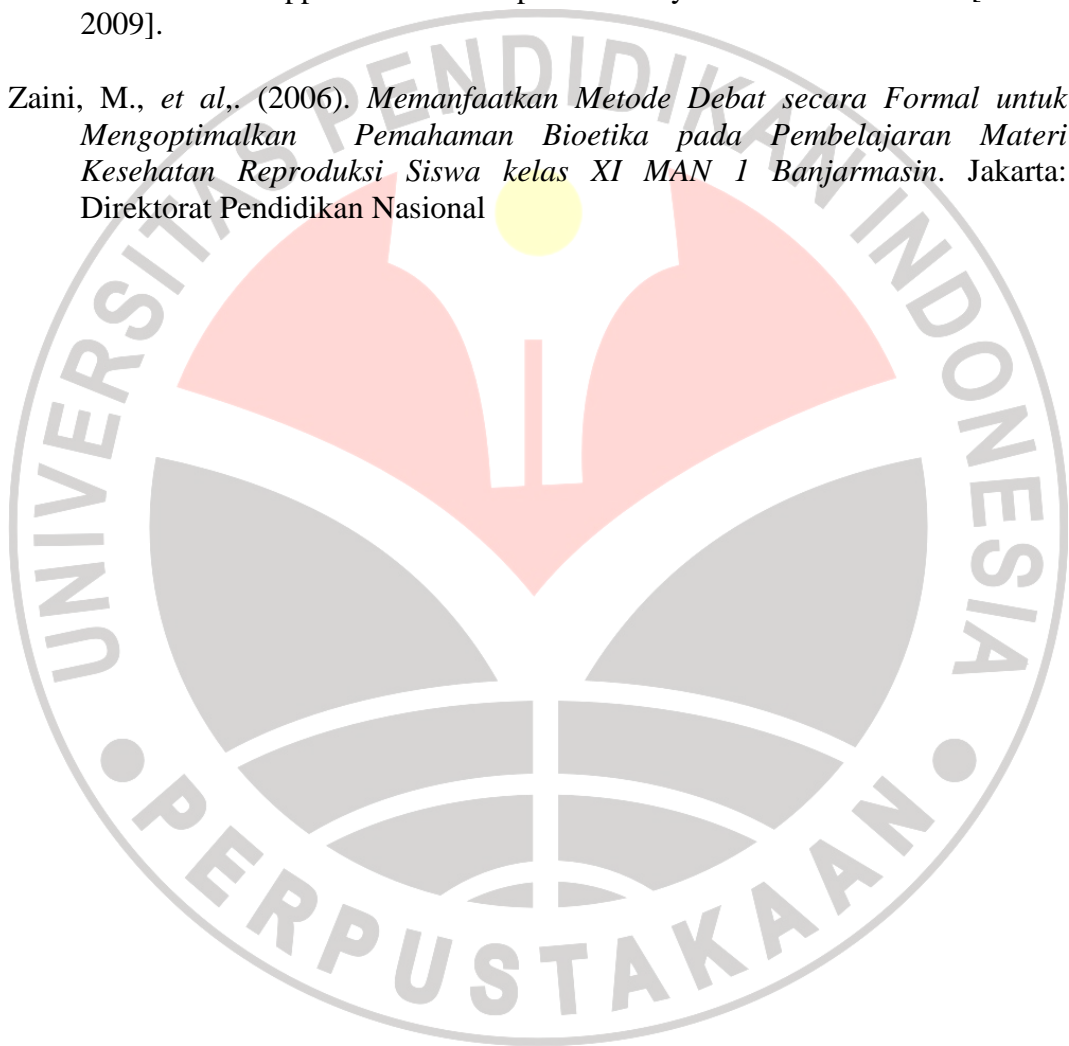 2009].
Zaini, M., et al,. (2006). Memanfaatkan Metode Debat secara Formal untuk
Mengoptimalkan Pemahaman Bioetika pada Pembelajaran Materi
Kesehatan Reproduksi Siswa kelas XI MAN 1 Banjarmasin. Jakarta:
Direktorat Pendidikan Nasional
UNIVERSITAS PENDIDIKAN INDONESIA
PERPUSTAKAAN